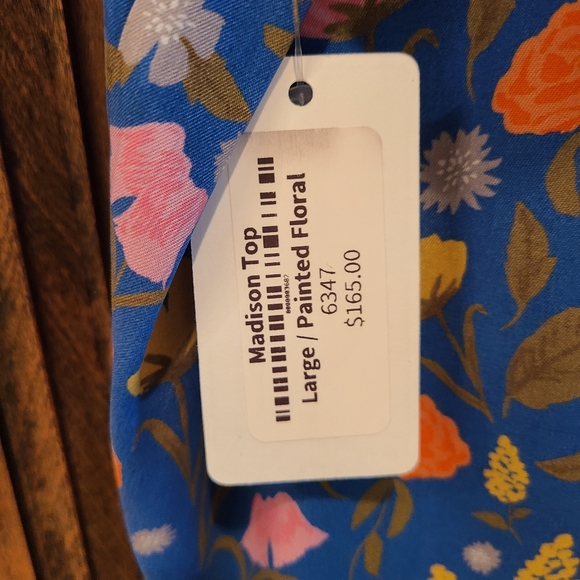 Madison Top
Large / Painted Floral
6347
$165.00